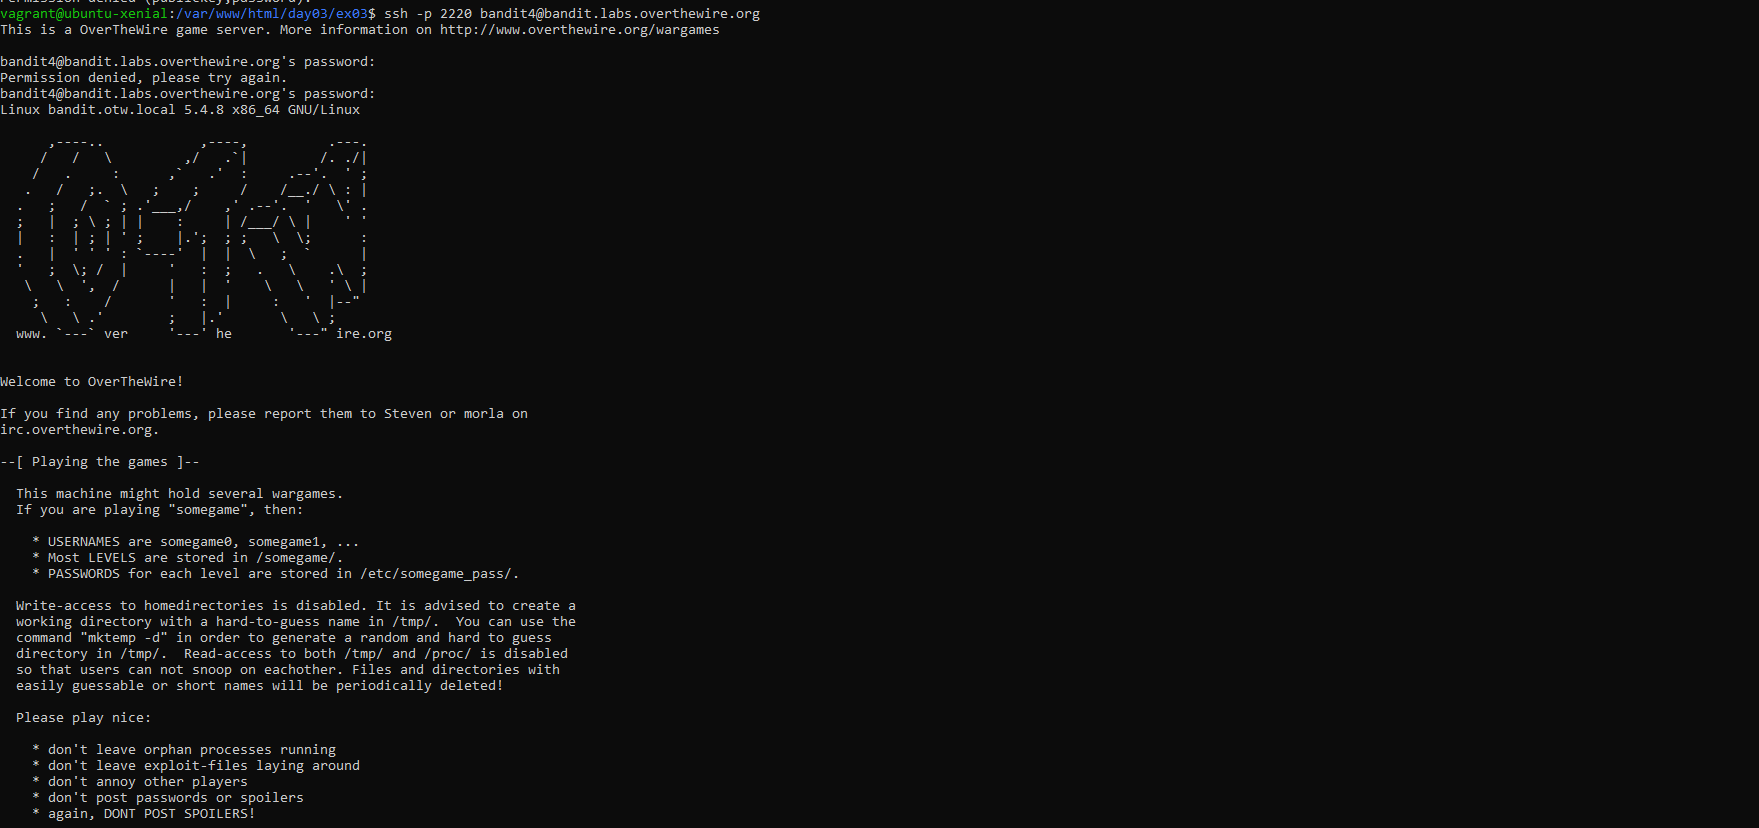 Permission denied (publickey,password).
vagrant@ubuntu-xenial:/var/www/html/day03/ex03$ ssh -p 2220 bandit4@bandit.labs.overthewire.org
This is a OverTheWire game server. More information on http://www.overthewire.org/wargames
bandit4@bandit.labs.overthewire.org's password:
Permission denied, please try again.
bandit4@bandit.labs.overthewire.org's password:
Linux bandit.otw.local 5.4.8 x86_64 GNU/Linux
      ,----..            ,----,          .---.
     /   /   \         ,/   .`|         /. ./|
    /   .     :      ,`   .'  :     .--'.  ' ;
   .   /   ;.  \   ;    ;     /    /__./ \ : |
  .   ;   /  ` ; .'___,/    ,' .--'.  '   \' .
  ;   |  ; \ ; | |    :     | /___/ \ |    ' '
  |   :  | ; | ' ;    |.';  ; ;   \  \;      :
  .   |  ' ' ' : `----'  |  |  \   ;  `      |
  '   ;  \; /  |     '   :  ;   .   \    .\  ;
   \   \  ',  /      |   |  '    \   \   ' \ |
    ;   :    /       '   :  |     :   '  |--"
     \   \ .'        ;   |.'       \   \ ;
  www. `---` ver     '---' he       '---" ire.org
Welcome to OverTheWire!
If you find any problems, please report them to Steven or morla on
irc.overthewire.org.
--[ Playing the games ]--
  This machine might hold several wargames.
  If you are playing "somegame", then:
    * USERNAMES are somegame0, somegame1, ...
    * Most LEVELS are stored in /somegame/.
    * PASSWORDS for each level are stored in /etc/somegame_pass/.
  Write-access to homedirectories is disabled. It is advised to create a
  working directory with a hard-to-guess name in /tmp/.  You can use the
  command "mktemp -d" in order to generate a random and hard to guess
  directory in /tmp/.  Read-access to both /tmp/ and /proc/ is disabled
  so that users can not snoop on eachother. Files and directories with
  easily guessable or short names will be periodically deleted!
  Please play nice:
    * don't leave orphan processes running
    * don't leave exploit-files laying around
    * don't annoy other players
    * don't post passwords or spoilers
    * again, DONT POST SPOILERS!